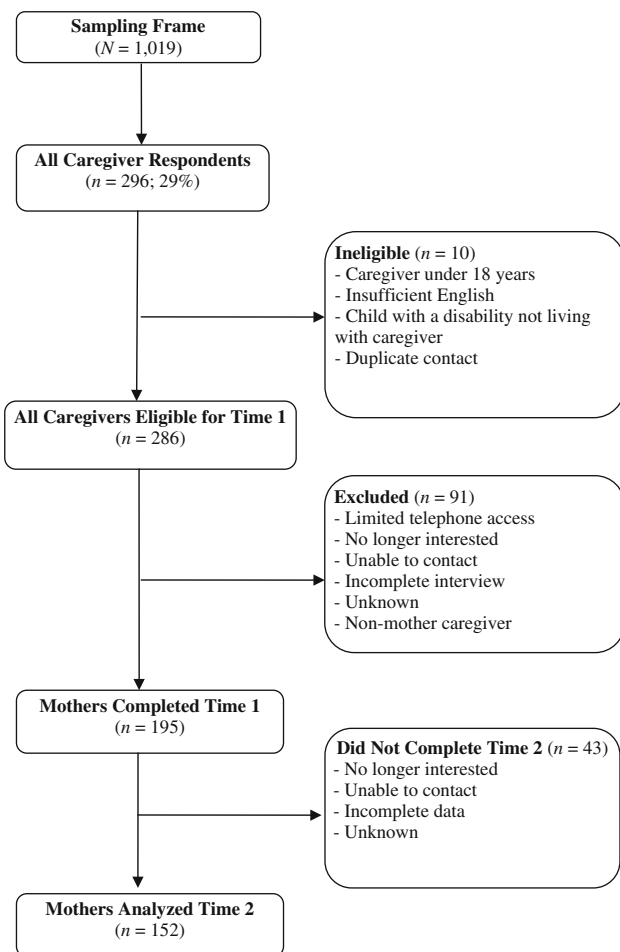 Sampling Frame
(N = 1,019)
All Caregiver Respondents
(n = 296; 29%)
Ineligible (n = 10)
- Caregiver under 18 years
- Insufficient English
- Child with a disability not living
with caregiver
- Duplicate contact
All Caregivers Eligible for Time 1
(n = 286)
Excluded (n = 91)
- Limited telephone access
- No longer interested
- Unable to contact
- Incomplete interview
- Unknown
- Non-mother caregiver
Mothers Completed Time 1
(n = 195)
Did Not Complete Time 2 (n = 43)
- No longer interested
- Unable to contact
- Incomplete data
- Unknown
Mothers Analyzed Time 2
(n = 152)